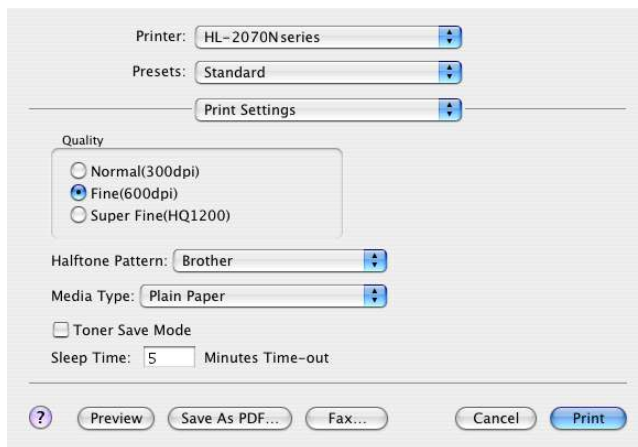 Printer: HL-2070N series
Presets: Standard
Print Settings
Quality
Normal(300dpi)
Fine(600dpi)
Super Fine(HQ1200)
Halftone Pattern: Brother
Media Type: Plain Paper
Toner Save Mode
Sleep Time: 5 Minutes Time-out
? Preview Save As PDF... Fax... Cancel Print